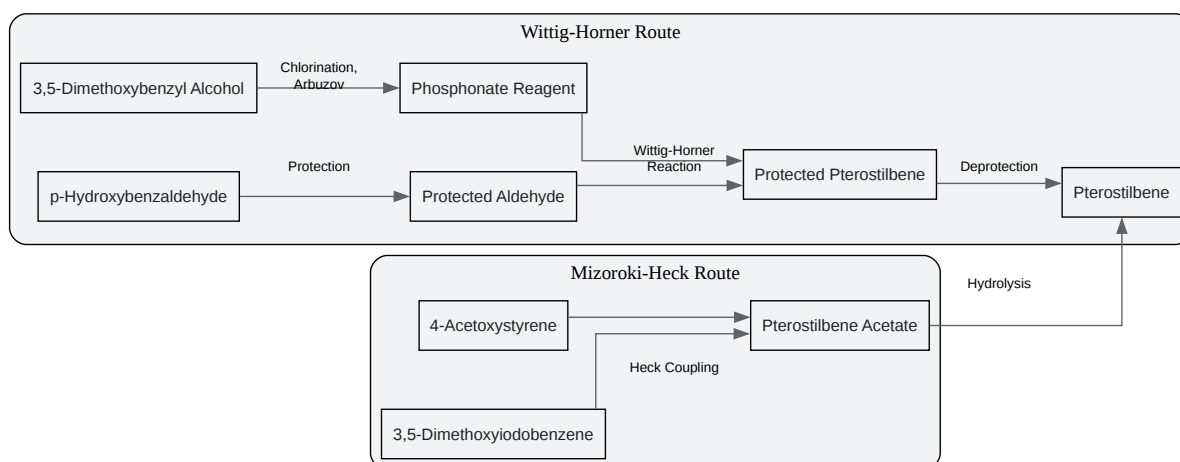 Wittig-Horner Route
3,5-Dimethoxybenzyl Alcohol
Chlorination,
Arbuzov
Phosphonate Reagent
p-Hydroxybenzaldehyde
Protection
Protected Aldehyde
Wittig-Horner
Reaction
Protected Pterostilbene
Deprotection
Pterostilbene
Mizoroki-Heck Route
4-Acetoxystyrene
Pterostilbene Acetate
Hydrolysis
Heck Coupling
3,5-Dimethoxyiodobenzene